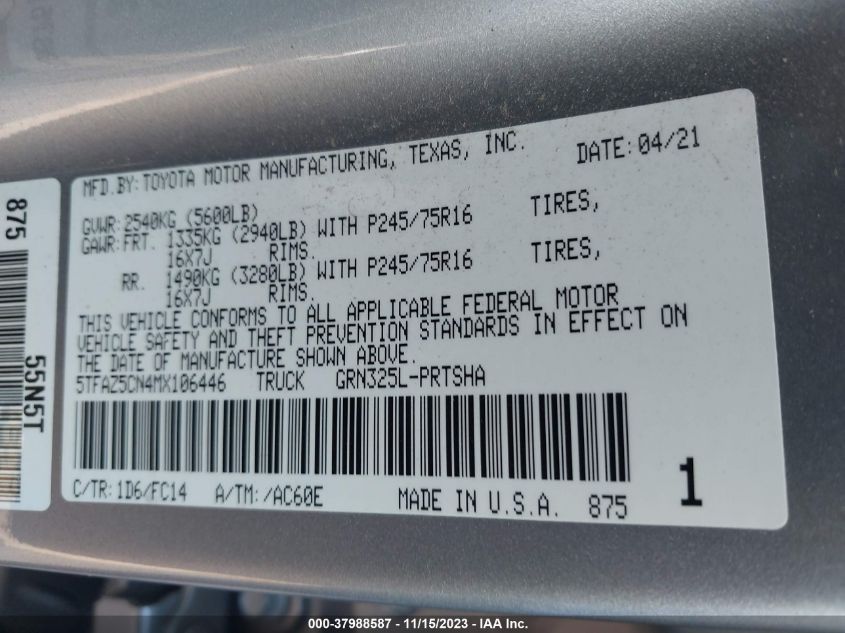 MFD. BY: TOYOTA MOTOR MANUFACTURING, TEXAS, INC. DATE: 04/21
GVWR: 2540KG (5600LB)
GAWR: FRT. 1335KG (2940LB) WITH P245/75R16 TIRES,
16X7J RIMS.
RR. 1490KG (3280LB) WITH P245/75R16 TIRES,
16X7J RIMS.
THIS VEHICLE CONFORMS TO ALL APPLICABLE FEDERAL MOTOR
VEHICLE SAFETY AND THEFT PREVENTION STANDARDS IN EFFECT ON
THE DATE OF MANUFACTURE SHOWN ABOVE.
5TFAZ5CN4MX106446 TRUCK GRN325L-PRTSHA
C/TR: 1D6/FC14 A/TM: /AC60E MADE IN U.S.A. 875
1
875
55N5T
000-37988587 - 11/15/2023 - IAA Inc.